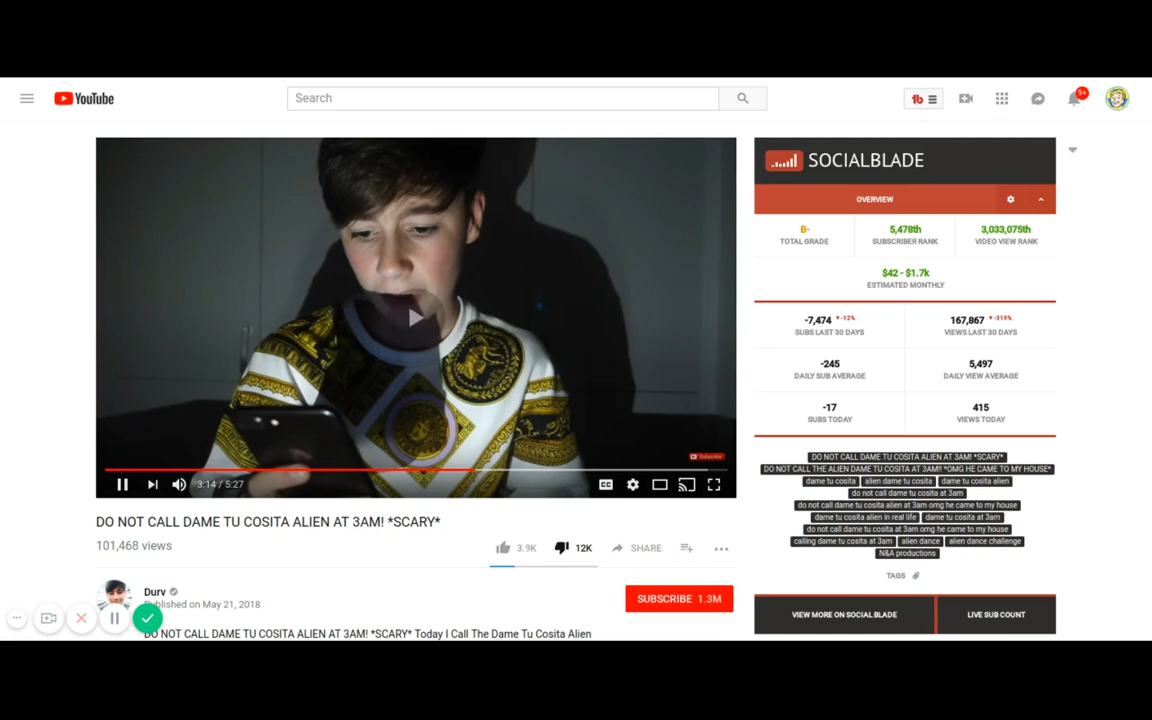 YouTube
Search
tb
9+
SOCIALBLADE
OVERVIEW
B-
TOTAL GRADE
5,478th
SUBSCRIBER RANK
3,033,075th
VIDEO VIEW RANK
$42 - $1.7k
ESTIMATED MONTHLY
-7,474 -12%
SUBS LAST 30 DAYS
167,867 -319%
VIEWS LAST 30 DAYS
-245
DAILY SUB AVERAGE
5,497
DAILY VIEW AVERAGE
-17
SUBS TODAY
415
VIEWS TODAY
DO NOT CALL DAME TU COSITA ALIEN AT 3AM! *SCARY*
DO NOT CALL THE ALIEN DAME TU COSITA AT 3AM!! *OMG HE CAME TO MY HOUSE*
dame tu cosita alien dame tu cosita dame tu cosita alien
do not call dame tu cosita at 3am
do not call dame tu cosita alien at 3am omg he came to my house
dame tu cosita alien in real life dame tu cosita at 3am
do not call dame tu cosita at 3am omg he came to my house
calling dame tu cosita at 3am alien dance alien dance challenge
N&A productions
TAGS
VIEW MORE ON SOCIAL BLADE
LIVE SUB COUNT
Subscribe
3:14 / 5:27
CC
DO NOT CALL DAME TU COSITA ALIEN AT 3AM! *SCARY*
101,468 views
3.9K 12K SHARE
Durv
Published on May 21, 2018
SUBSCRIBE 1.3M
DO NOT CALL DAME TU COSITA ALIEN AT 3AM! *SCARY* Today I Call The Dame Tu Cosita Alien